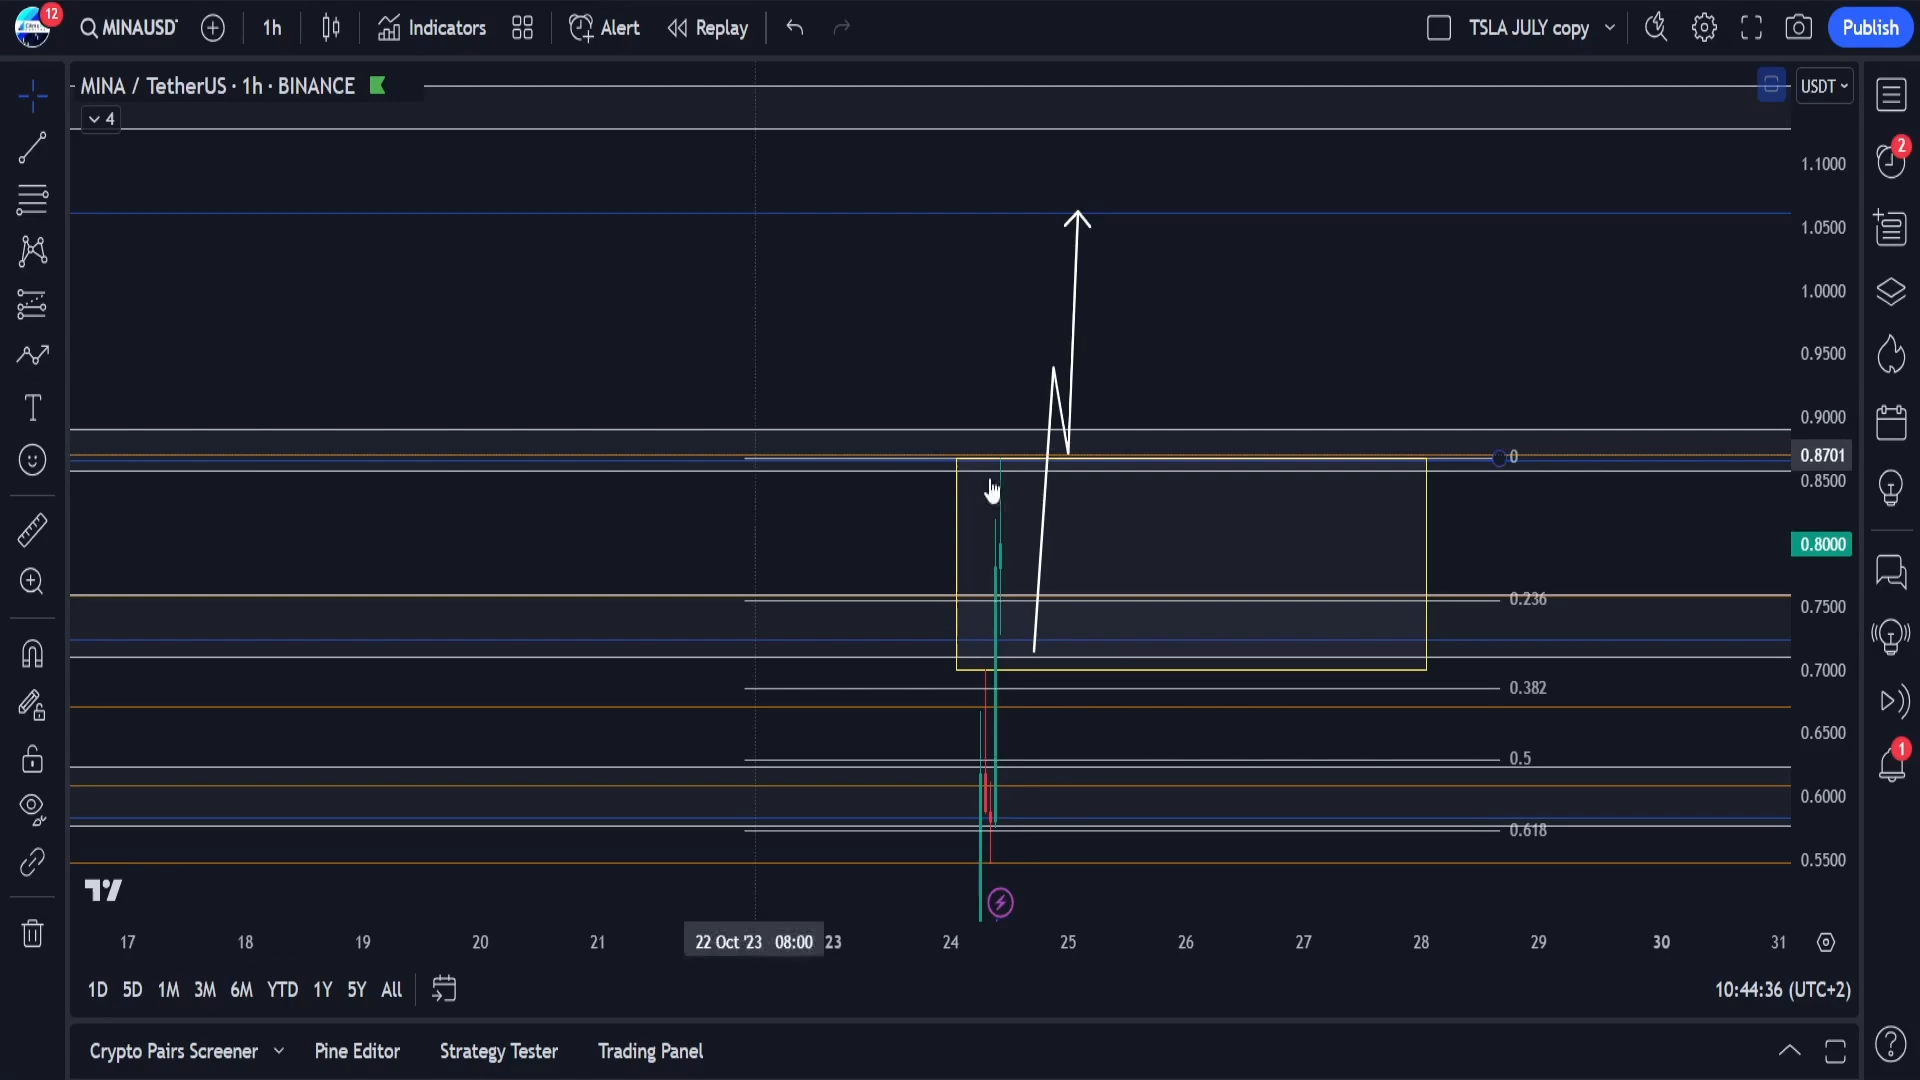 12
MINAUSDT
1h
Indicators
Alert
Replay
TSLA JULY copy
Publish
MINA / TetherUS · 1h · BINANCE
USDT
4
2
1.1000
1.0500
1.0000
0.9500
0.9000
0.8701
0
0.8500
0.8000
0.236
0.7500
0.7000
0.382
0.6500
1
0.5
0.6000
0.618
0.5500
17
18
19
20
21
22 Oct '23 08:00
23
24
25
26
27
28
29
30
31
1D 5D 1M 3M 6M YTD 1Y 5Y All
10:44:36 (UTC+2)
Crypto Pairs Screener
Pine Editor
Strategy Tester
Trading Panel